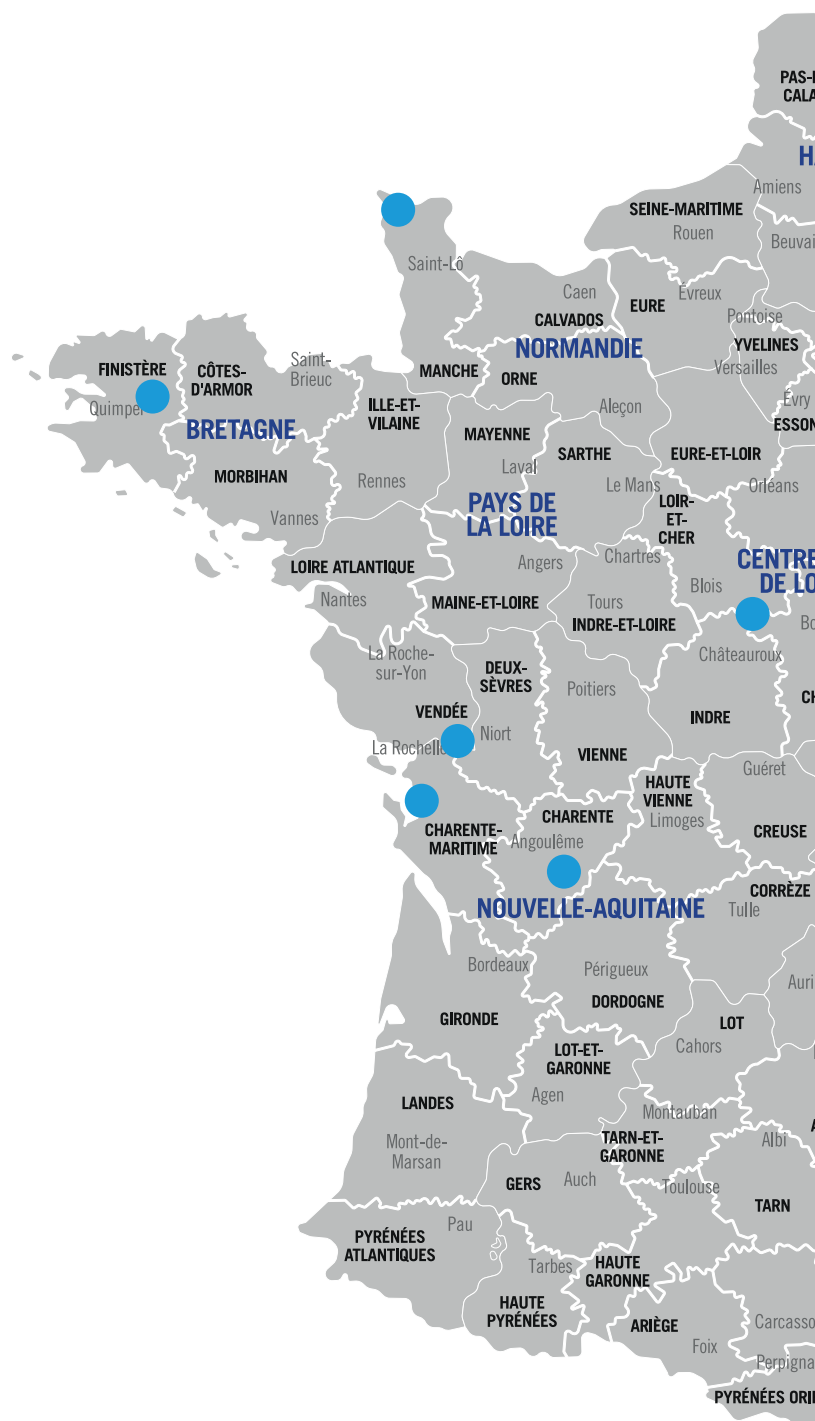 PAS-
CALA
HA
Amiens
SEINE-MARITIME
Rouen
Beuvai
Saint-Lô
Caen
EURE
Évreux
CALVADOS
Pontoise
NORMANDIE
YVELINES
Versailles
FINISTÈRE
CÔTES-
D'ARMOR
Saint-
Brieuc
MANCHE
ORNE
Évry
Quimper
ILLE-ET-
VILAINE
Aleçon
BRETAGNE
MAYENNE
ESSON
SARTHE
EURE-ET-LOIR
Laval
MORBIHAN
Rennes
Le Mans
Orléans
PAYS DE
LA LOIRE
LOIR-
ET-
CHER
Vannes
Angers
Chartres
CENTRE
DE LO
LOIRE ATLANTIQUE
Blois
Nantes
MAINE-ET-LOIRE
Tours
INDRE-ET-LOIRE
Bo
La Roche-
sur-Yon
Châteauroux
DEUX-
SÈVRES
Poitiers
CH
VENDÉE
INDRE
Niort
La Rochelle
VIENNE
Guéret
HAUTE
VIENNE
Limoges
CHARENTE
CHARENTE-
MARITIME
Angoulême
CREUSE
CORRÈZE
NOUVELLE-AQUITAINE
Tulle
Bordeaux
Périgueux
Auri
DORDOGNE
GIRONDE
LOT
Cahors
LOT-ET-
GARONNE
Agen
LANDES
Montauban
Mont-de-
Marsan
TARN-ET-
GARONNE
Albi
A
GERS
Auch
Toulouse
TARN
Pau
PYRÉNÉES
ATLANTIQUES
Tarbes
HAUTE
GARONNE
HAUTE
PYRÉNÉES
ARIÈGE
Carcasso
Foix
Perpigna
PYRÉNÉES ORIE